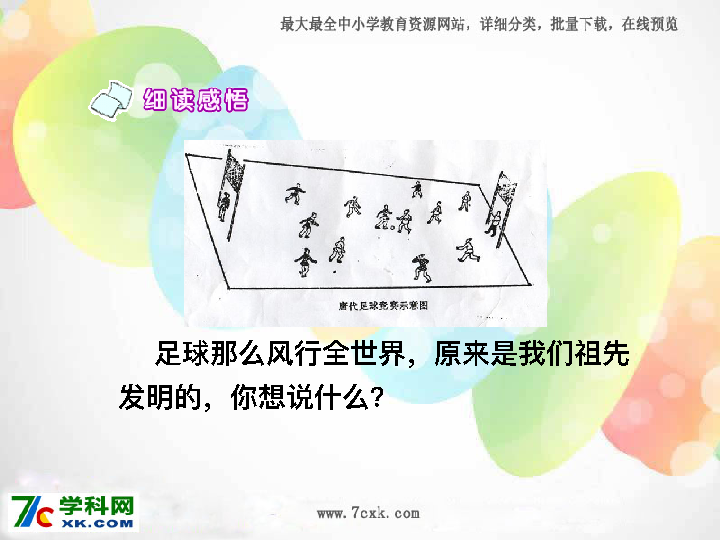 最大最全中小学教育资源网站，详细分类，批量下载，在线预览
细读感悟
唐代足球竞赛示意图
足球那么风行全世界，原来是我们祖先
发明的，你想说什么？
7c学科网
XK.COM
www.7cxk.com